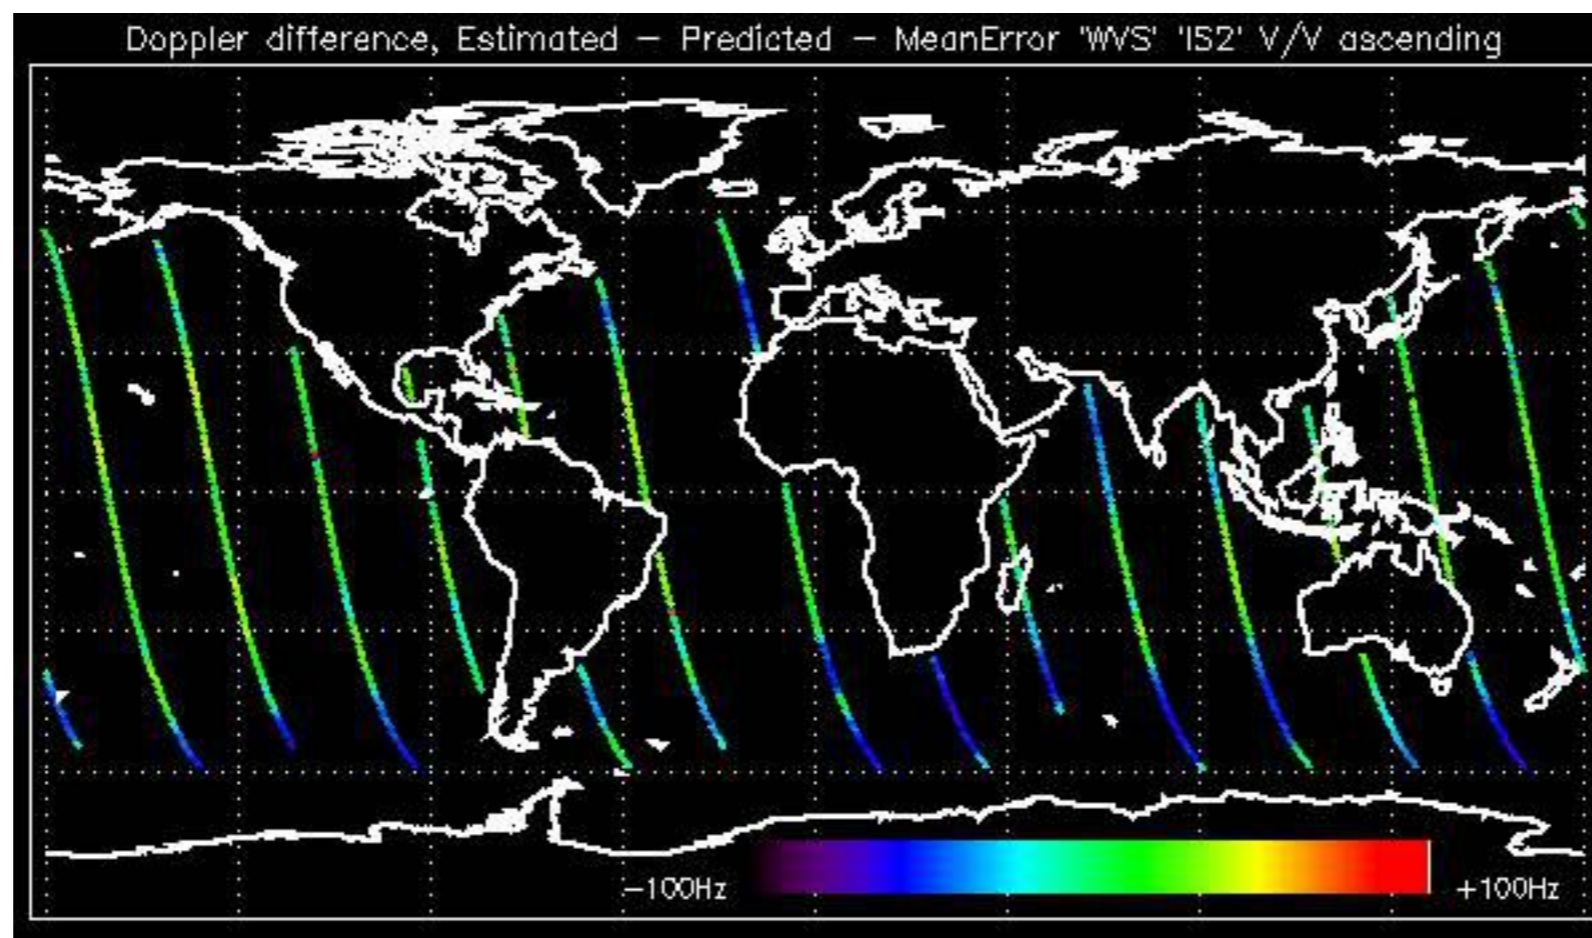 Doppler difference, Estimated – Predicted – MeanError 'WVS' 'IS2' V/V ascending
–100Hz
+100Hz